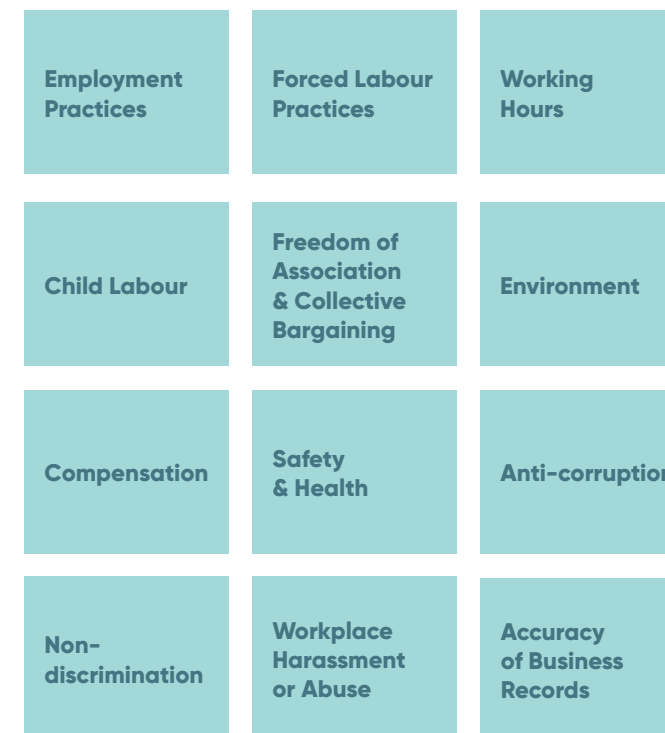 Employment
Practices
Forced Labour
Practices
Working
Hours
Child Labour
Freedom of
Association
& Collective
Bargaining
Environment
Compensation
Safety
& Health
Anti-corruption
Non-
discrimination
Workplace
Harassment
or Abuse
Accuracy
of Business
Records